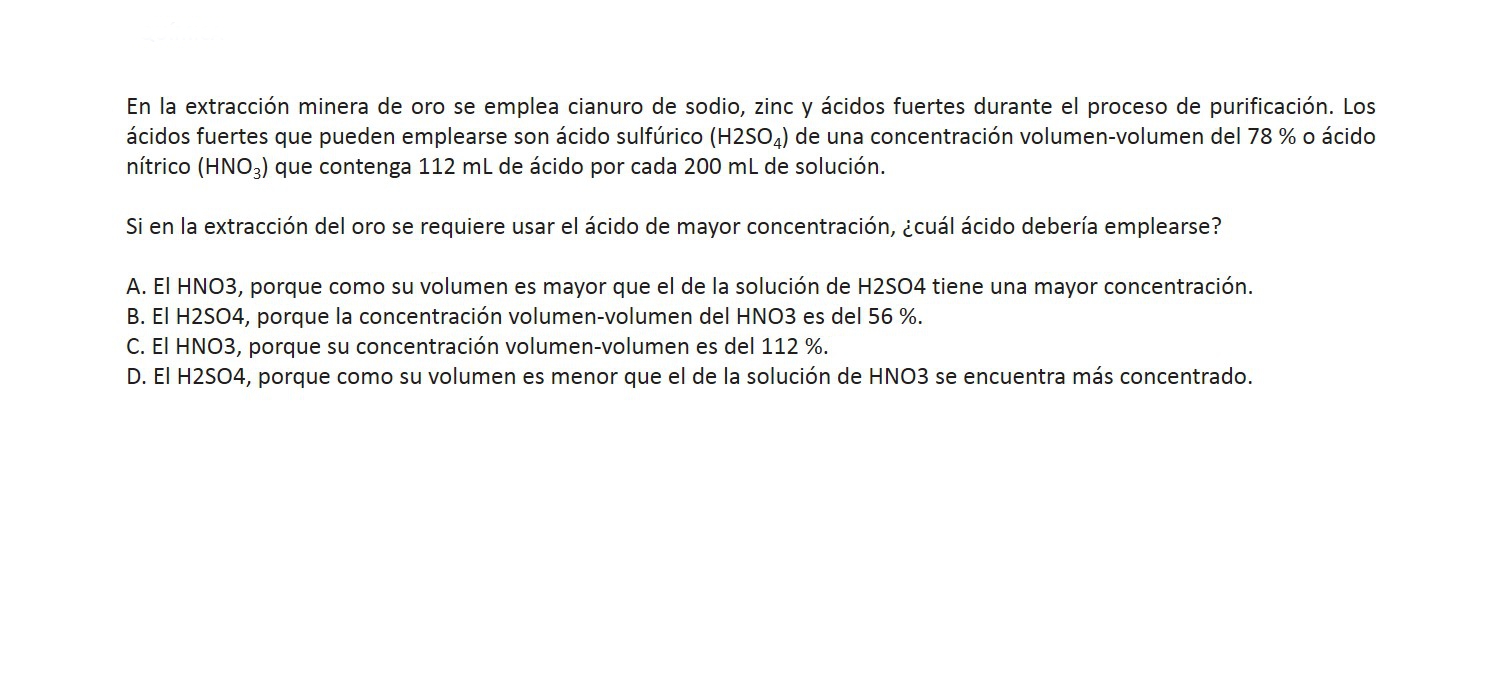 En la extracción minera de oro se emplea cianuro de sodio, zinc y ácidos fuertes durante el proceso de purificación. Los
ácidos fuertes que pueden emplearse son ácido sulfúrico (H2SO₄) de una concentración volumen-volumen del 78 % o ácido
nítrico (HNO₃) que contenga 112 mL de ácido por cada 200 mL de solución.
Si en la extracción del oro se requiere usar el ácido de mayor concentración, ¿cuál ácido debería emplearse?
A. El HNO3, porque como su volumen es mayor que el de la solución de H2SO4 tiene una mayor concentración.
B. El H2SO4, porque la concentración volumen-volumen del HNO3 es del 56 %.
C. El HNO3, porque su concentración volumen-volumen es del 112 %.
D. El H2SO4, porque como su volumen es menor que el de la solución de HNO3 se encuentra más concentrado.